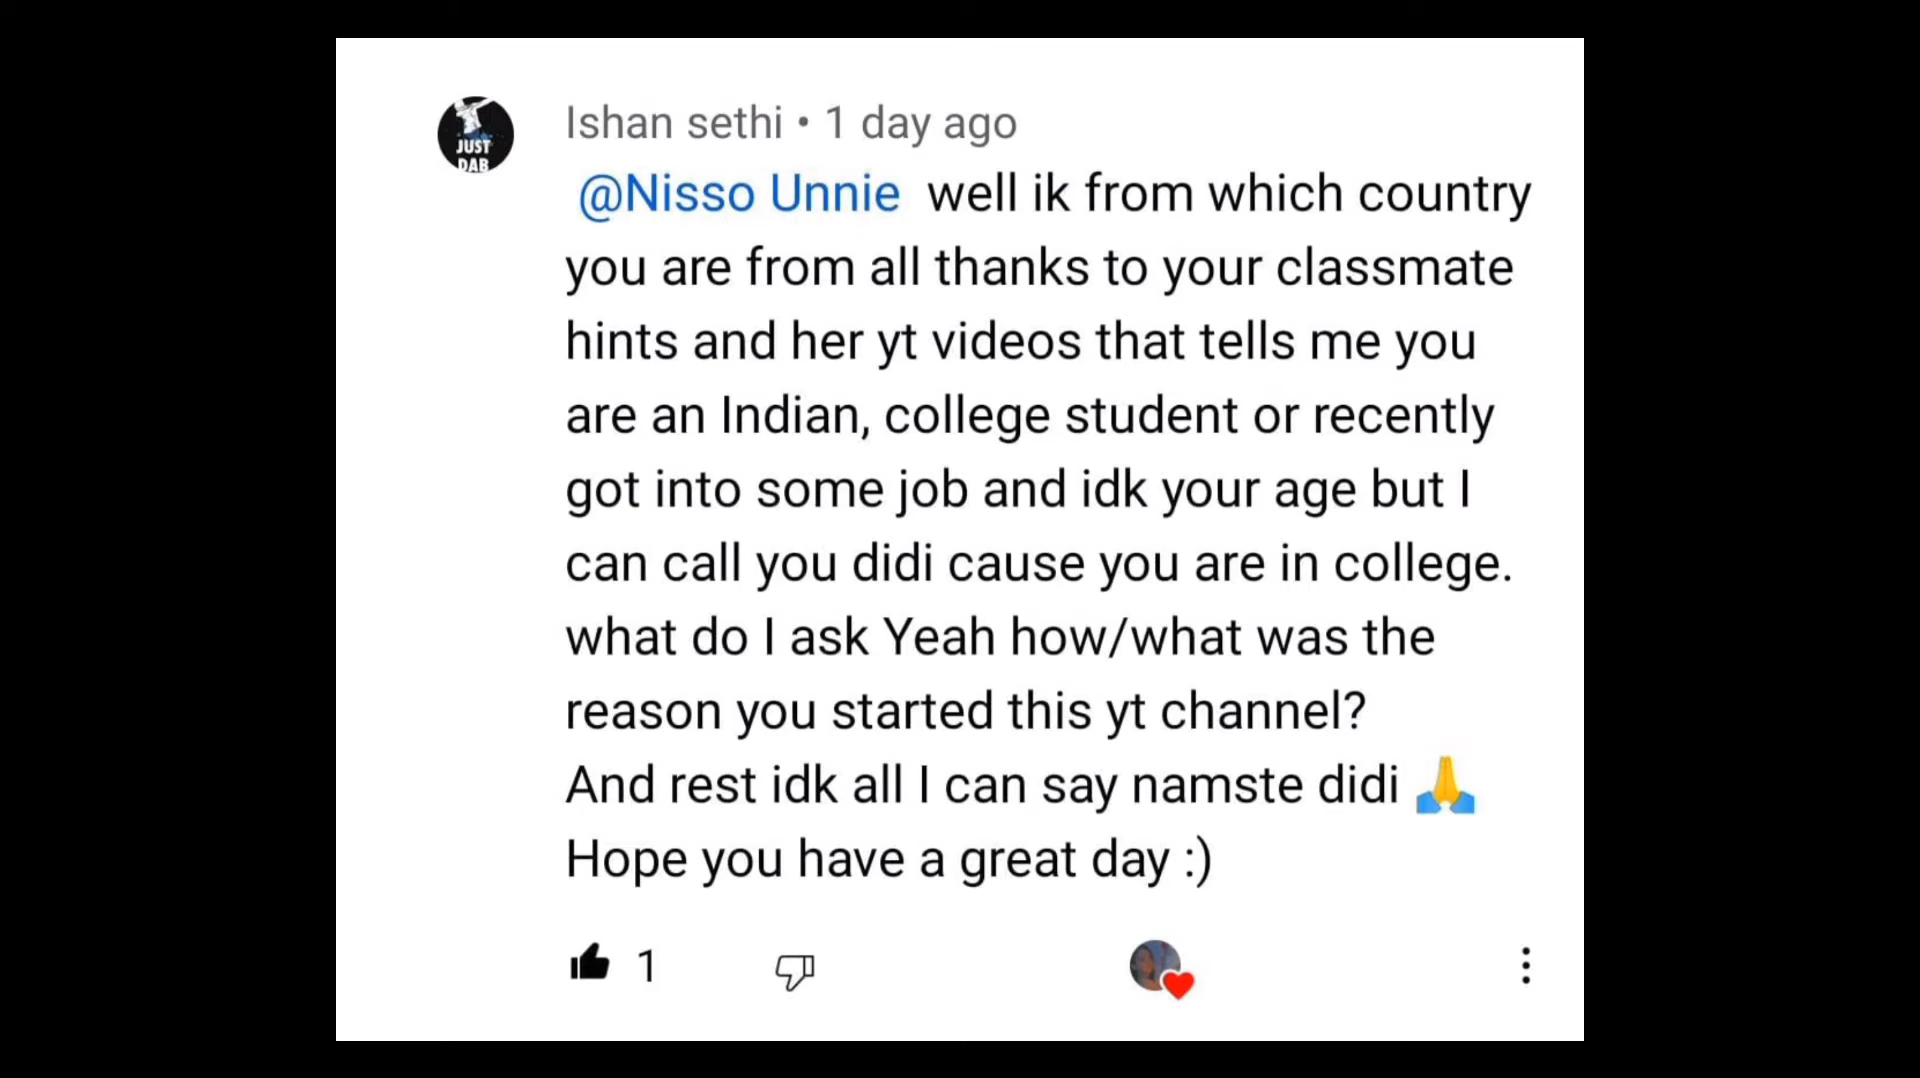 JUST
DAB
Ishan sethi • 1 day ago
@Nisso Unnie well ik from which country
you are from all thanks to your classmate
hints and her yt videos that tells me you
are an Indian, college student or recently
got into some job and idk your age but I
can call you didi cause you are in college.
what do I ask Yeah how/what was the
reason you started this yt channel?
And rest idk all I can say namste didi 🙏
Hope you have a great day :)
1